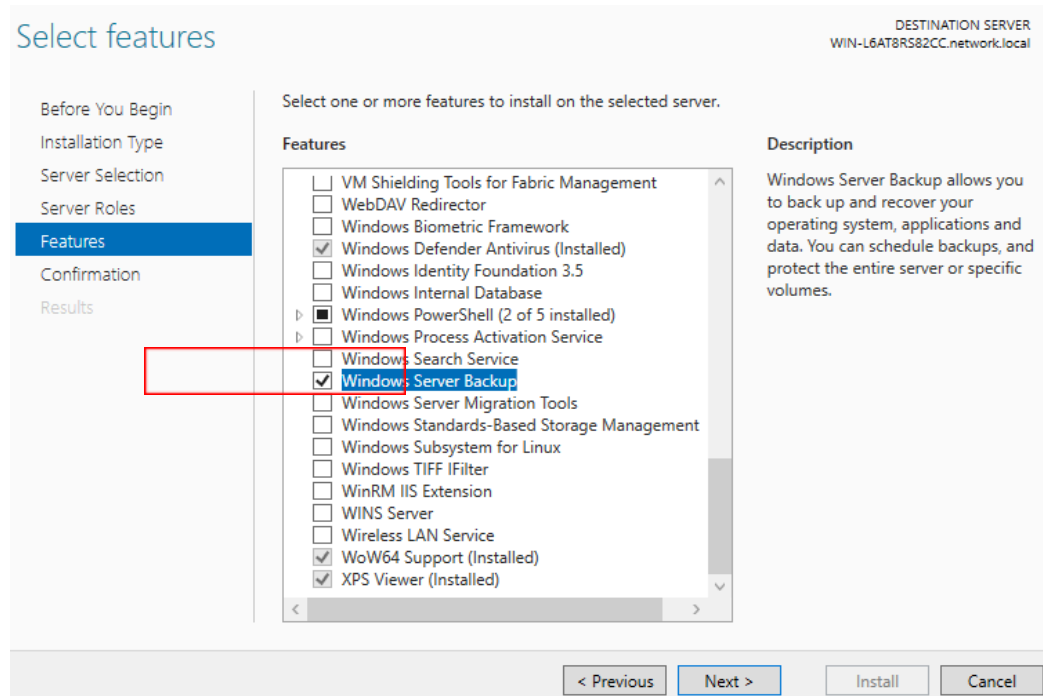 Select features
DESTINATION SERVER
WIN-L6AT8RS82CC.network.local
Before You Begin
Installation Type
Server Selection
Server Roles
Features
Confirmation
Results
Select one or more features to install on the selected server.
Features
VM Shielding Tools for Fabric Management
WebDAV Redirector
Windows Biometric Framework
Windows Defender Antivirus (Installed)
Windows Identity Foundation 3.5
Windows Internal Database
Windows PowerShell (2 of 5 installed)
Windows Process Activation Service
Windows Search Service
Windows Server Backup
Windows Server Migration Tools
Windows Standards-Based Storage Management
Windows Subsystem for Linux
Windows TIFF IFilter
WinRM IIS Extension
WINS Server
Wireless LAN Service
WoW64 Support (Installed)
XPS Viewer (Installed)
Description
Windows Server Backup allows you
to back up and recover your
operating system, applications and
data. You can schedule backups, and
protect the entire server or specific
volumes.
< Previous
Next >
Install
Cancel